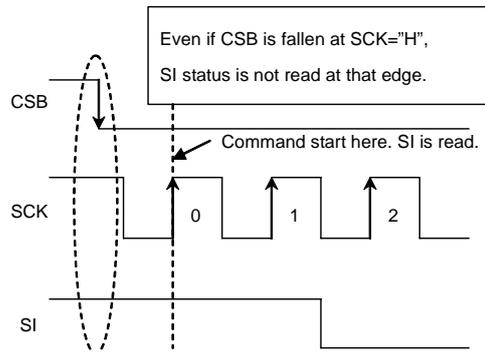 Even if CSB is fallen at SCK="H",
SI status is not read at that edge.
CSB
Command start here. SI is read.
SCK
0 1 2
SI